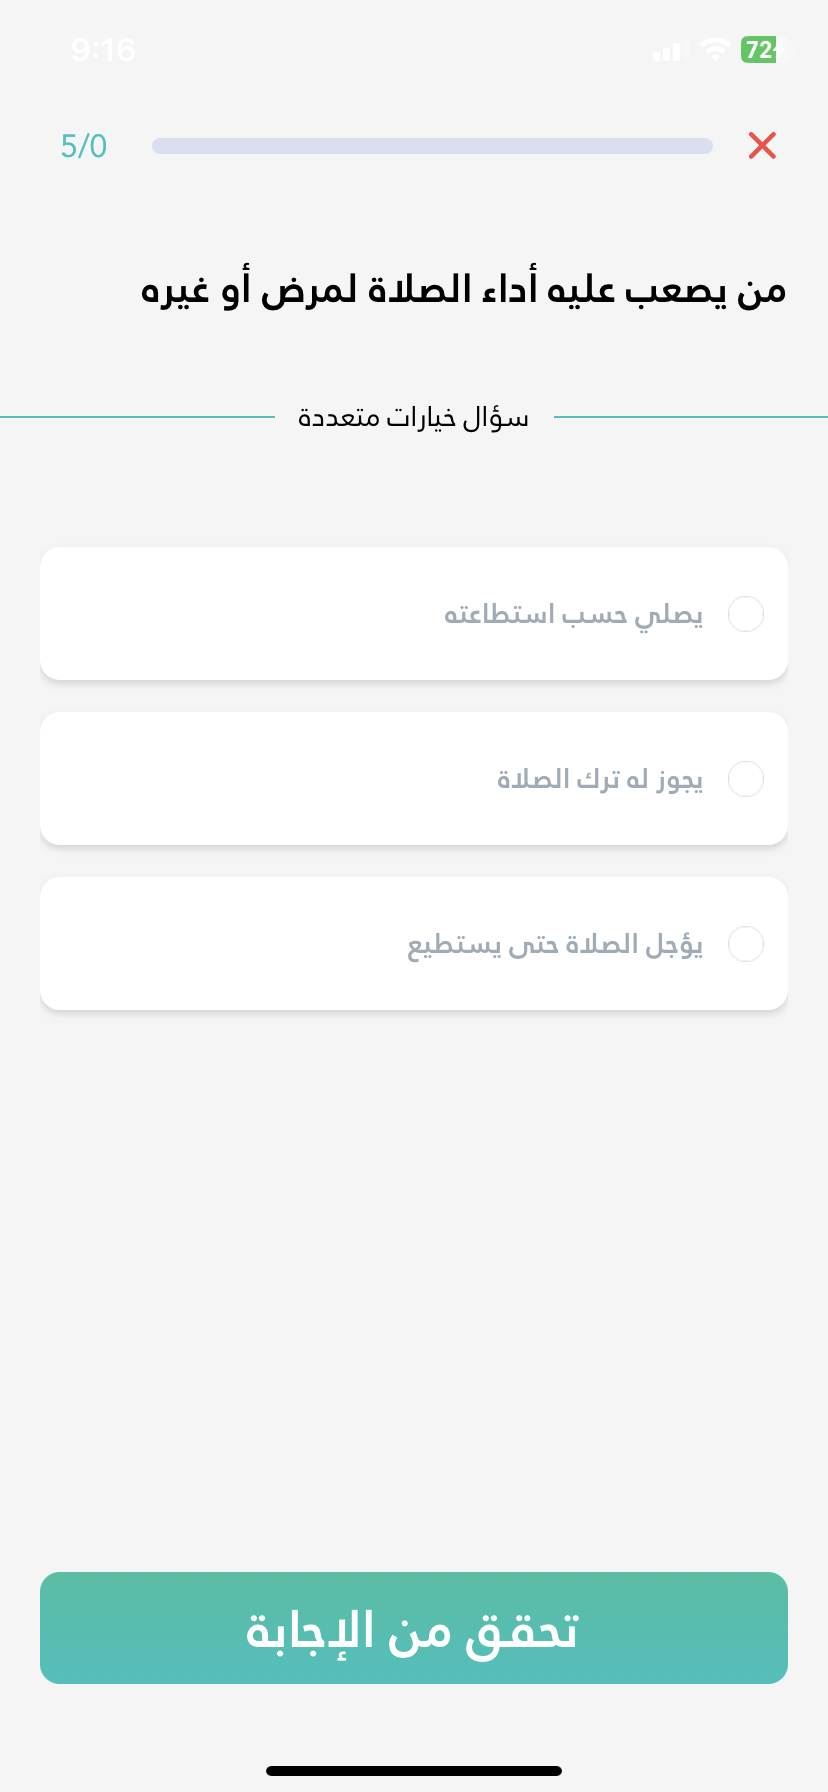 9:16
72
5/0
من يصعب عليه أداء الصلاة لمرض أو غيره
سؤال خيارات متعددة
يصلي حسب استطاعته
يجوز له ترك الصلاة
يؤجل الصلاة حتى يستطيع
تحقق من الإجابة